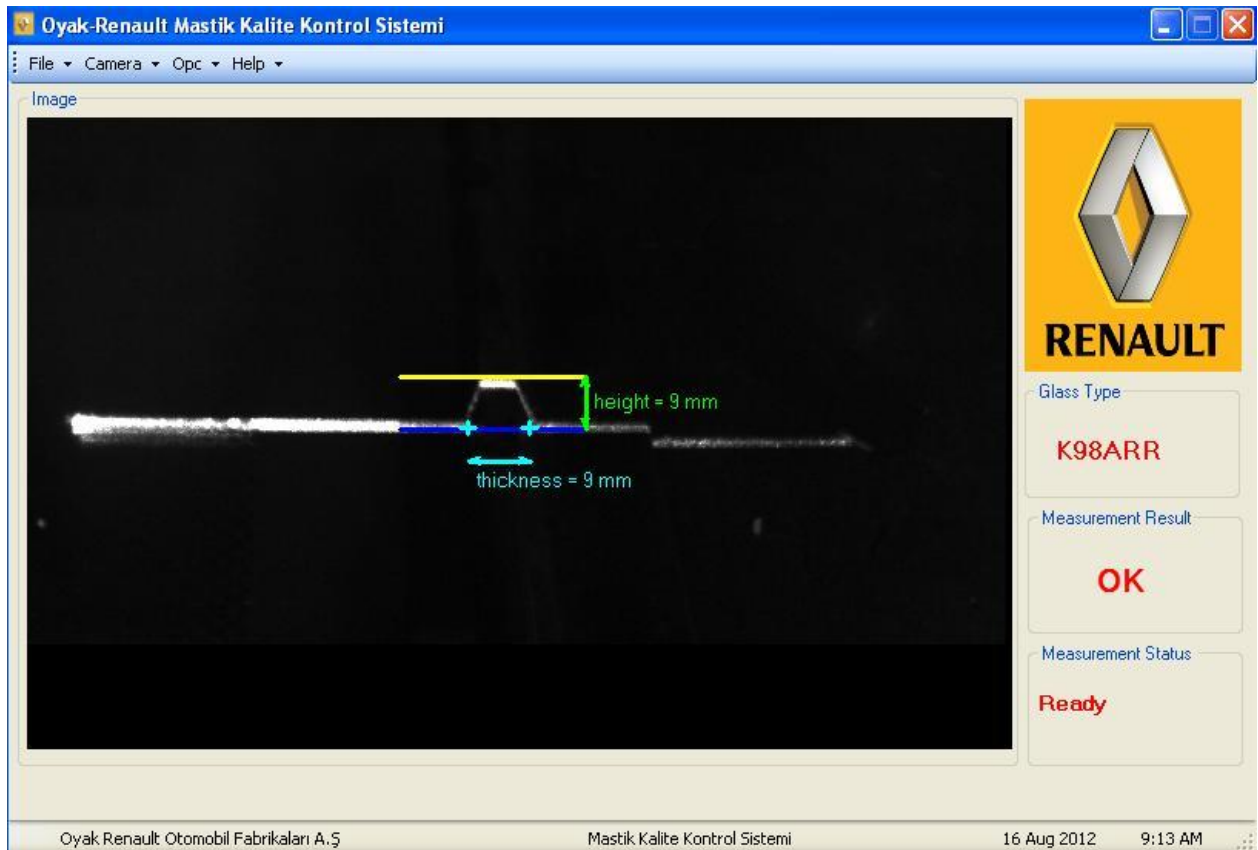 Oyak-Renault Mastik Kalite Kontrol Sistemi
File Camera Opc Help
Image
height = 9 mm
thickness = 9 mm
RENAULT
Glass Type
K98ARR
Measurement Result
OK
Measurement Status
Ready
Oyak Renault Otomobil Fabrikaları A.Ş Mastik Kalite Kontrol Sistemi 16 Aug 2012 9:13 AM